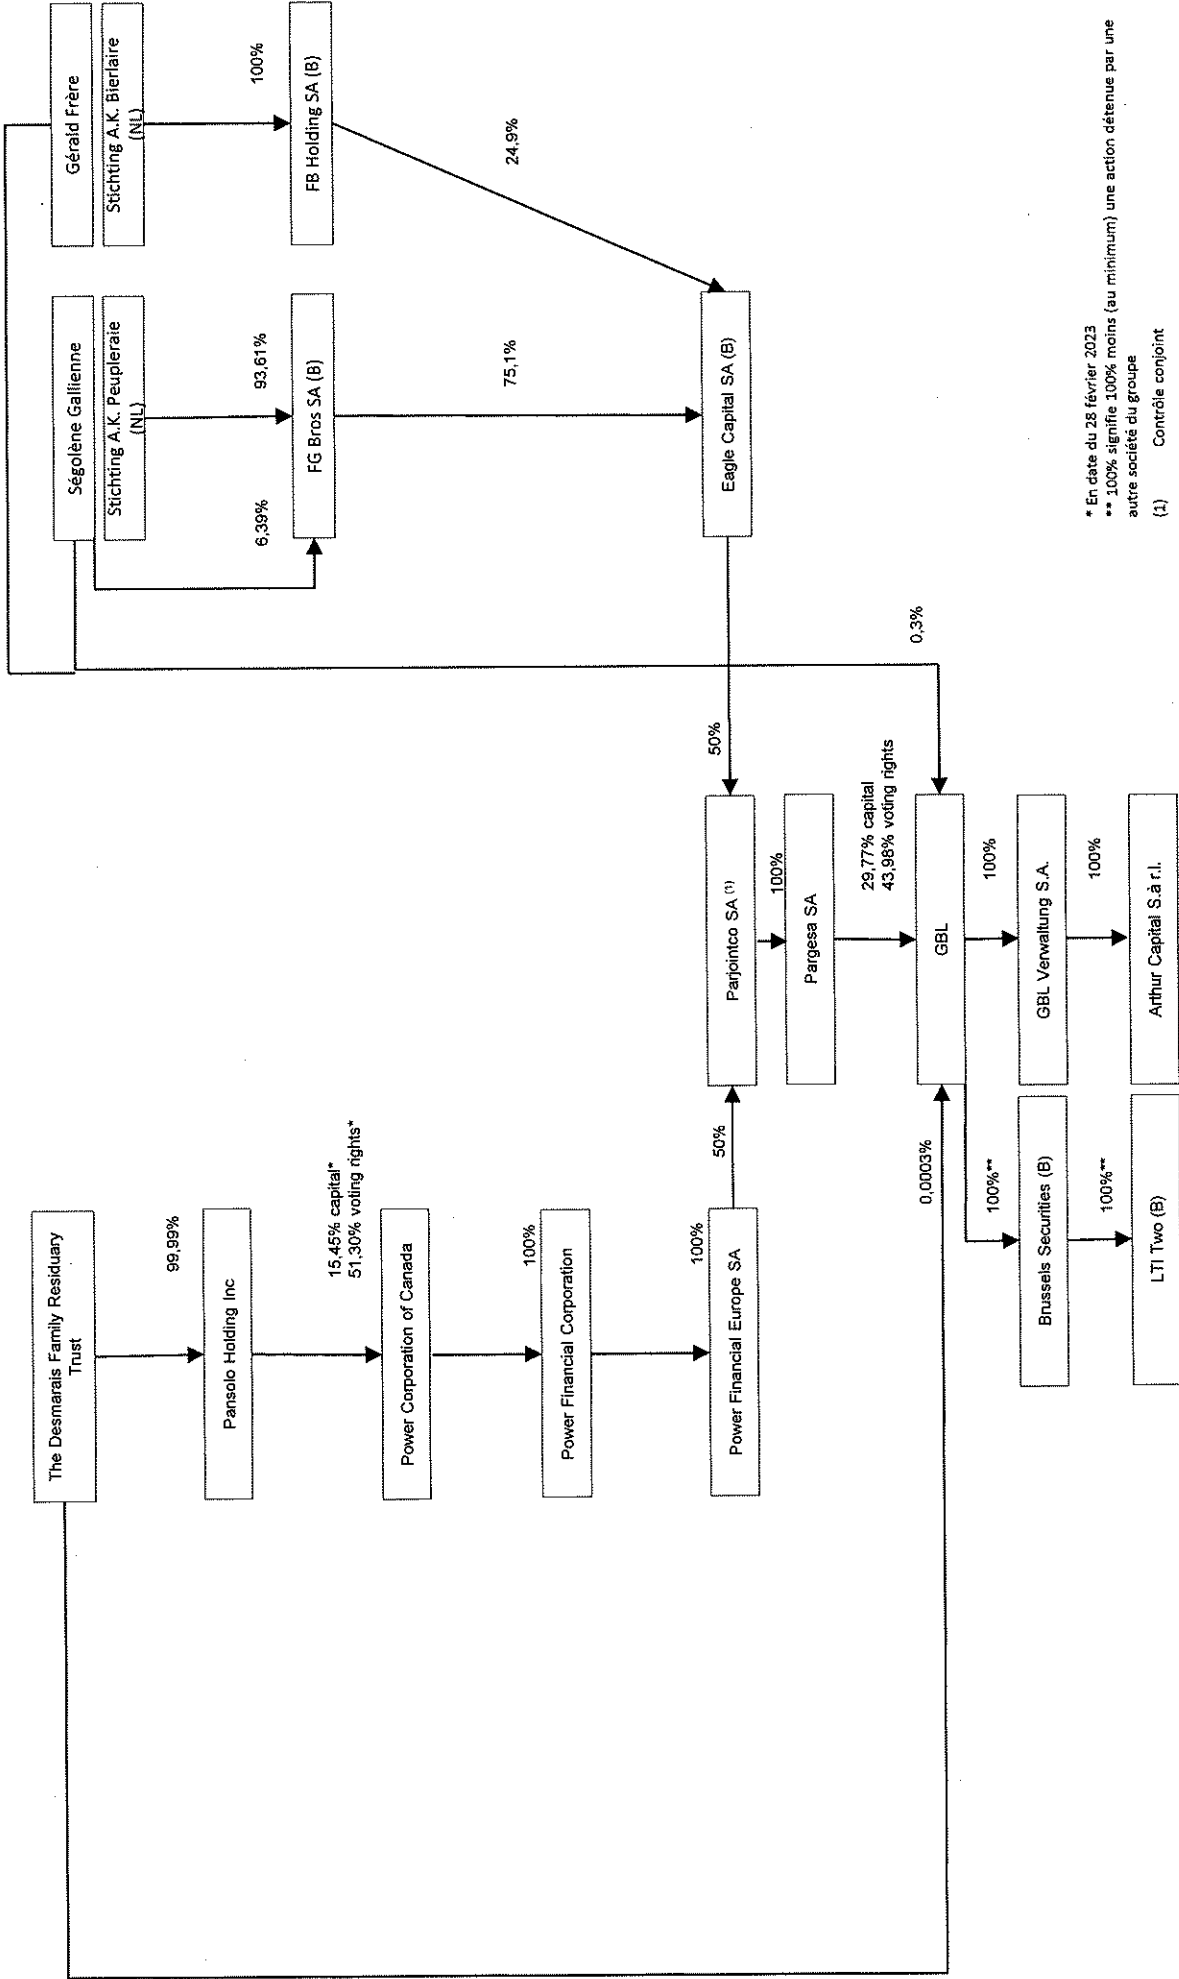 The Desmarais Family Residuary
Trust
99,99%
Pansolo Holding Inc
15,45% capital*
51,30% voting rights*
Power Corporation of Canada
100%
Power Financial Corporation
100%
Power Financial Europe SA
50%
Ségolène Gallienne
Stichting A.K. Peupleraie
(NL)
6,39%
93,61%
FG Bros SA (B)
75,1%
Gérald Frère
Stichting A.K. Bierlaire
(NL)
100%
FB Holding SA (B)
24,9%
Eagle Capital SA (B)
50%
Parjointco SA (1)
100%
Pargesa SA
29,77% capital
43,98% voting rights
0,3%
0,0003%
GBL
100%**
100%
Brussels Securities (B)
GBL Verwaltung S.A.
100%**
100%
LTI Two (B)
Arthur Capital S.à r.l.
* En date du 28 février 2023
** 100% signifie 100% moins (au minimum) une action détenue par une
autre société du groupe
(1) Contrôle conjoint